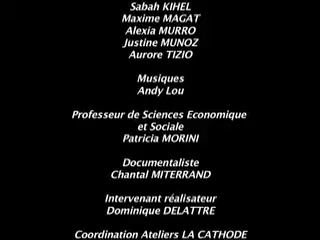 Sabah KIHEL
Maxime MAGAT
Alexia MURRO
Justine MUNOZ
Aurore TIZIO
Musiques
Andy Lou
Professeur de Sciences Economique
et Sociale
Patricia MORINI
Documentaliste
Chantal MITERRAND
Intervenant réalisateur
Dominique DELATTRE
Coordination Ateliers LA CATHODE